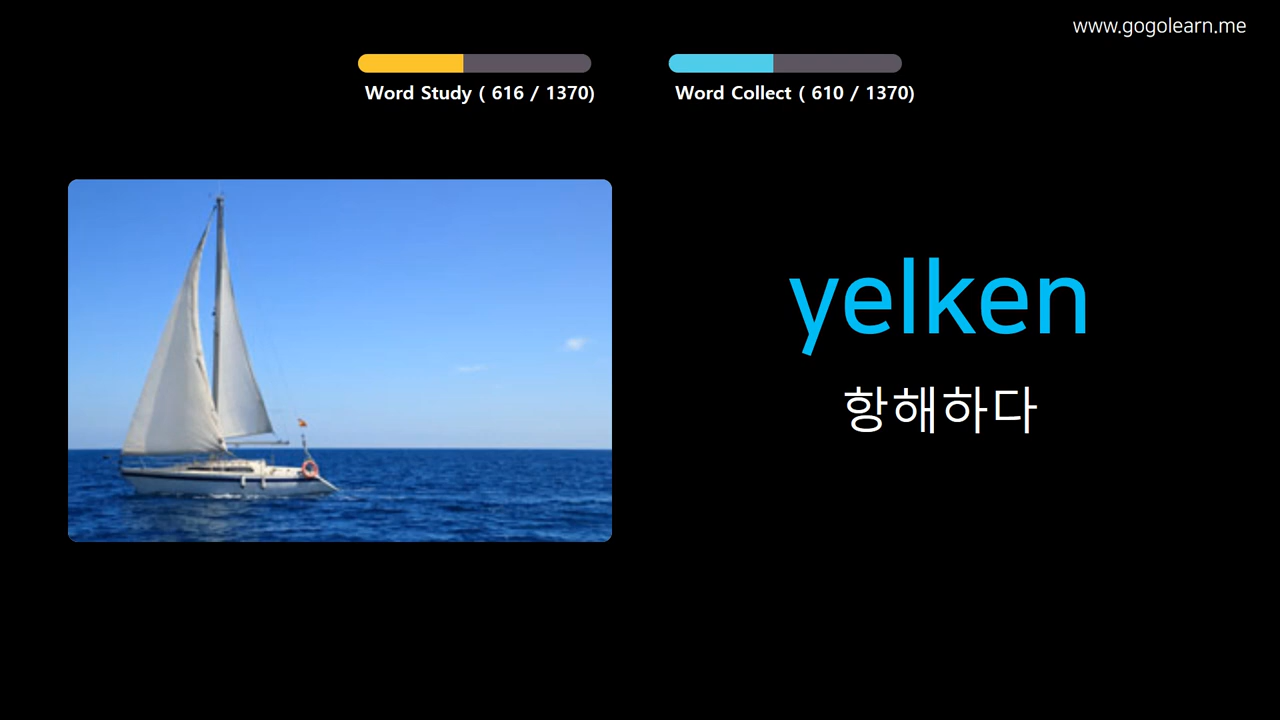 www.gogolearn.me
Word Study ( 616 / 1370)
Word Collect ( 610 / 1370)
yelken
항해하다